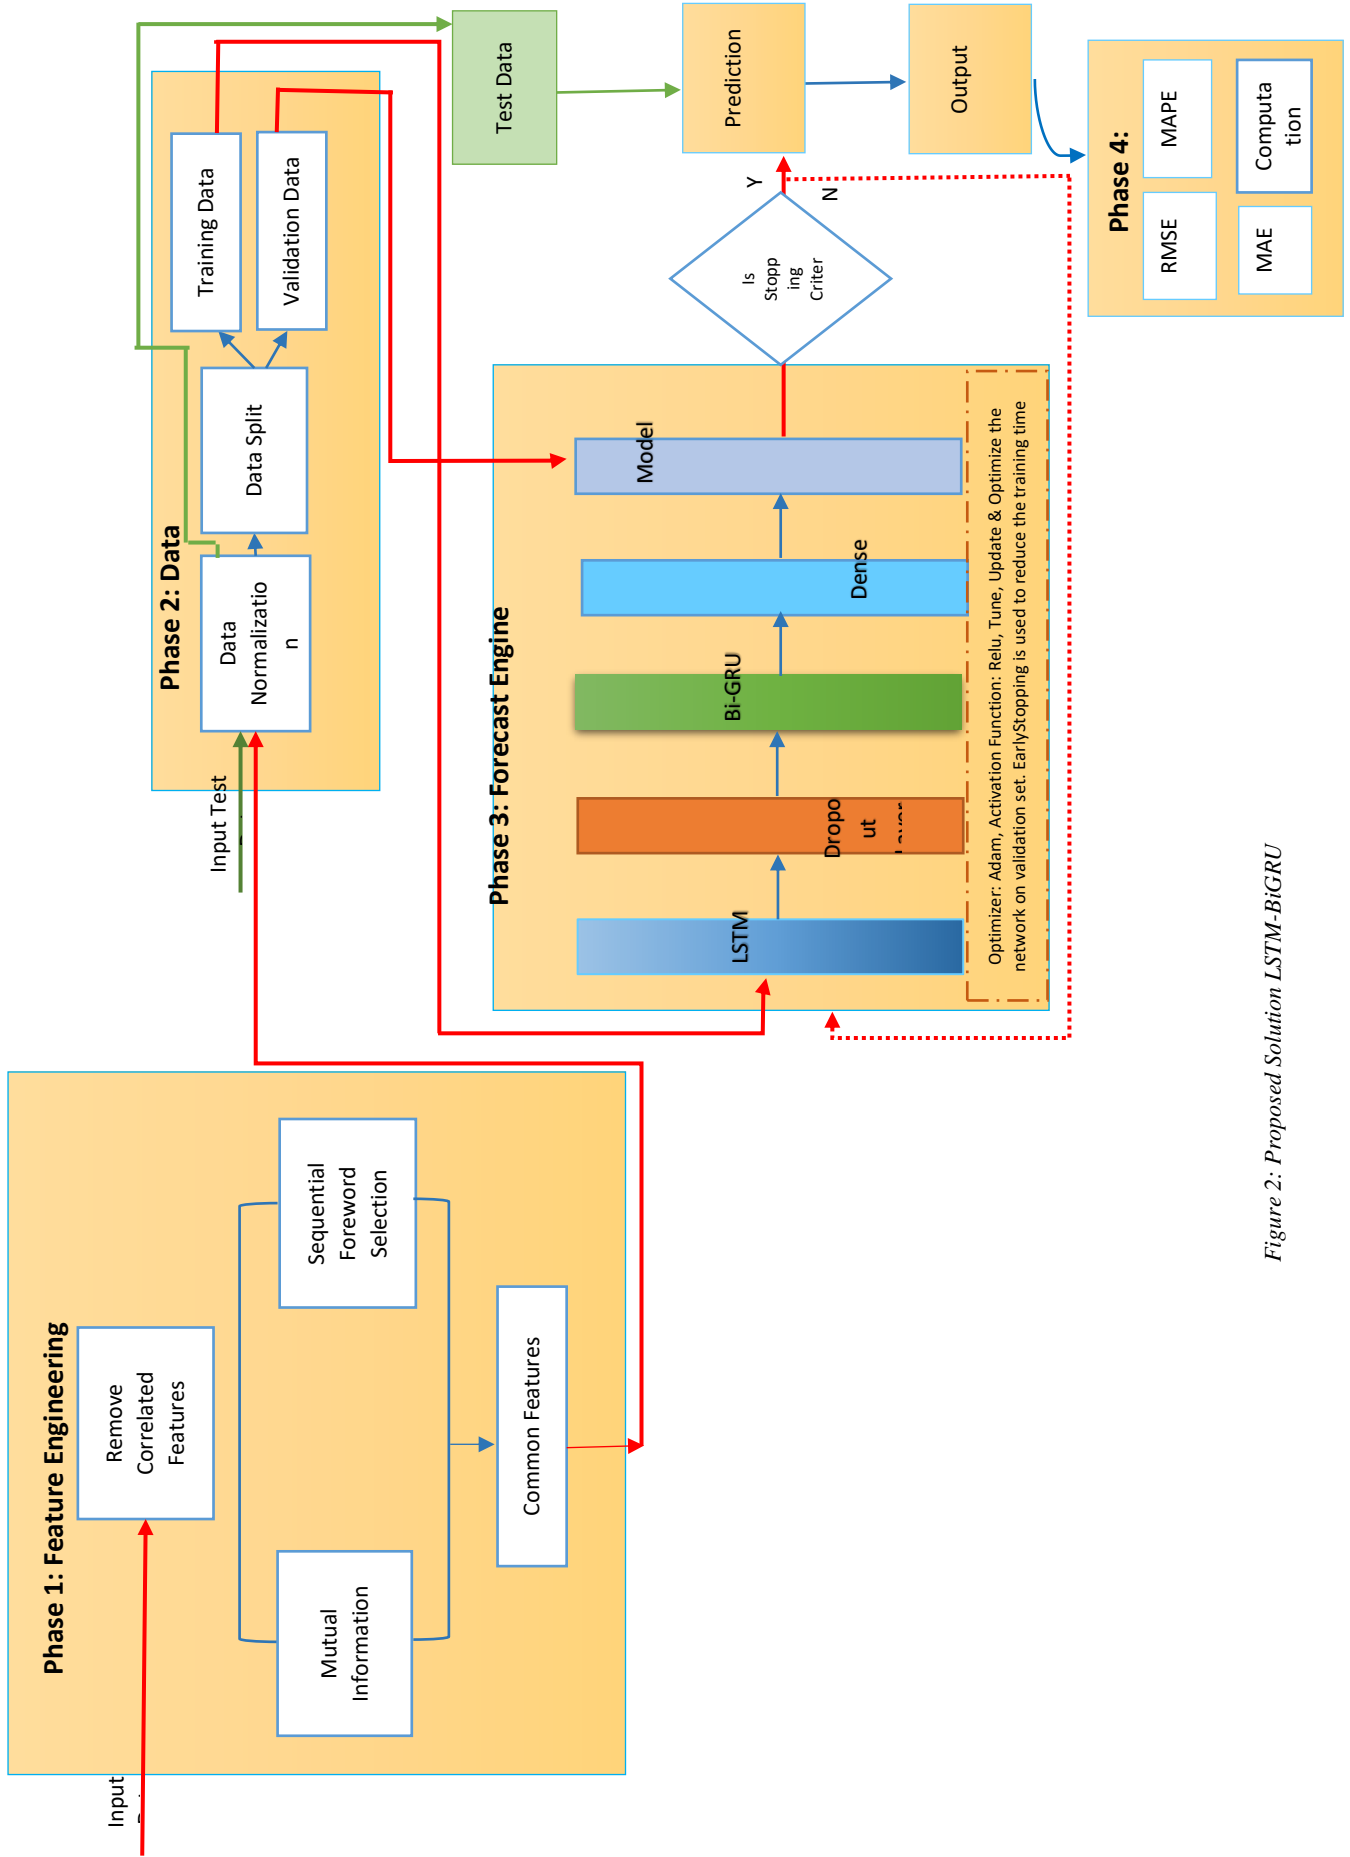 Phase 1: Feature Engineering
Input
Remove
Correlated
Features
Mutual
Information
Sequential
Foreword
Selection
Common Features
Phase 2: Data
Input Test
Data
Normalizatio
n
Data Split
Training Data
Validation Data
Test Data
Phase 3: Forecast Engine
LSTM
Dropo
ut
Bi-GRU
Dense
Model
Optimizer: Adam, Activation Function: Relu, Tune, Update & Optimize the
network on validation set. EarlyStopping is used to reduce the training time
Is
Stopp
ing
Criter
Y
N
Prediction
Output
Phase 4:
RMSE
MAPE
MAE
Computa
tion
Figure 2: Proposed Solution LSTM-BiGRU